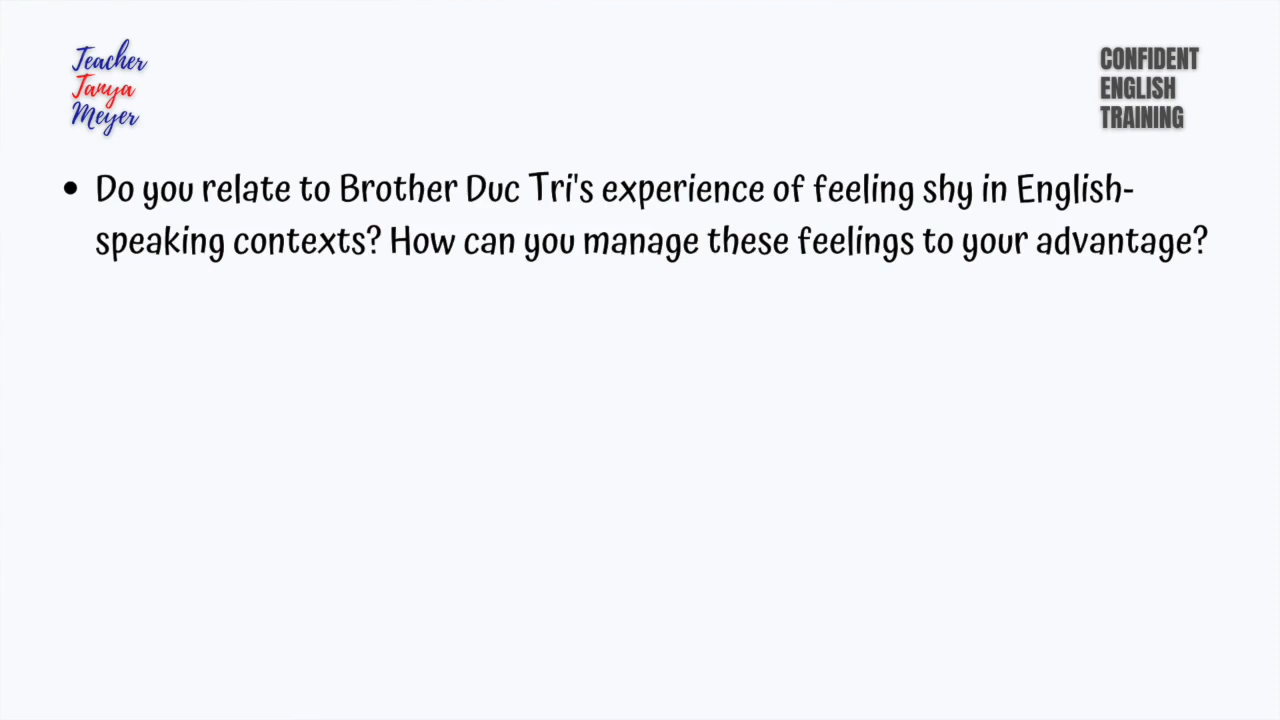 Teacher
Tanya
Meyer
CONFIDENT
ENGLISH
TRAINING
• Do you relate to Brother Duc Tri's experience of feeling shy in English-
speaking contexts? How can you manage these feelings to your advantage?